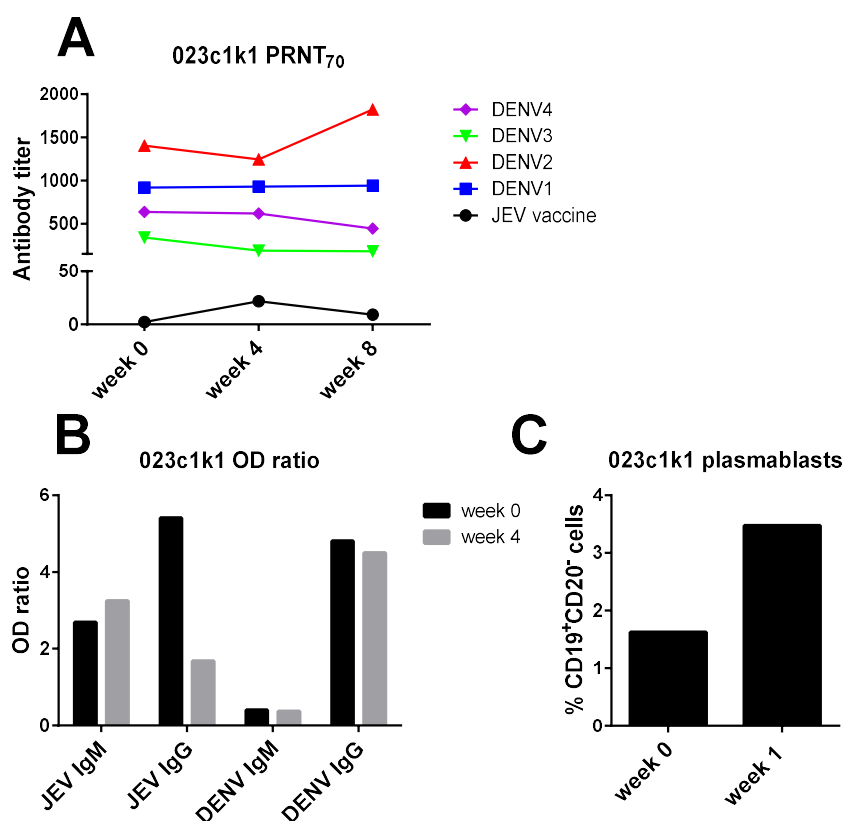 A
023c1k1 PRNT70
Antibody titer
2000
1500
1000
500
50
0
week 0
week 4
week 8
DENV4
DENV3
DENV2
DENV1
JEV vaccine
B
023c1k1 OD ratio
OD ratio
6
4
2
0
JEV IgM
JEV IgG
DENV IgM
DENV IgG
week 0
week 4
C
023c1k1 plasmablasts
% CD19+CD20- cells
4
3
2
1
0
week 0
week 1